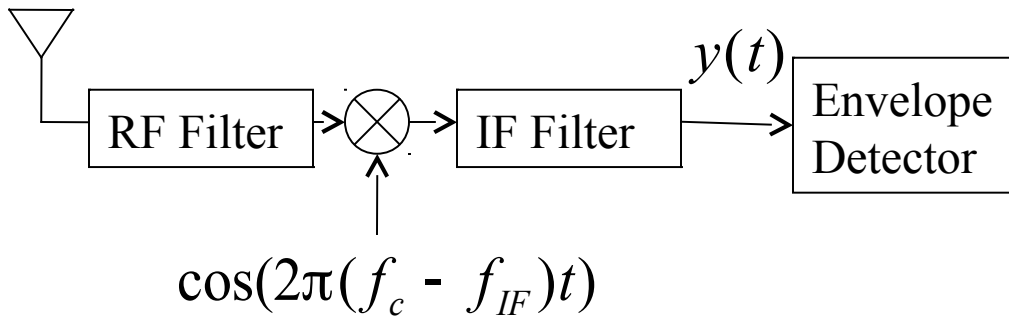 y(t)
RF Filter
IF Filter
Envelope
Detector
cos(2π(f_c - f_IF)t)